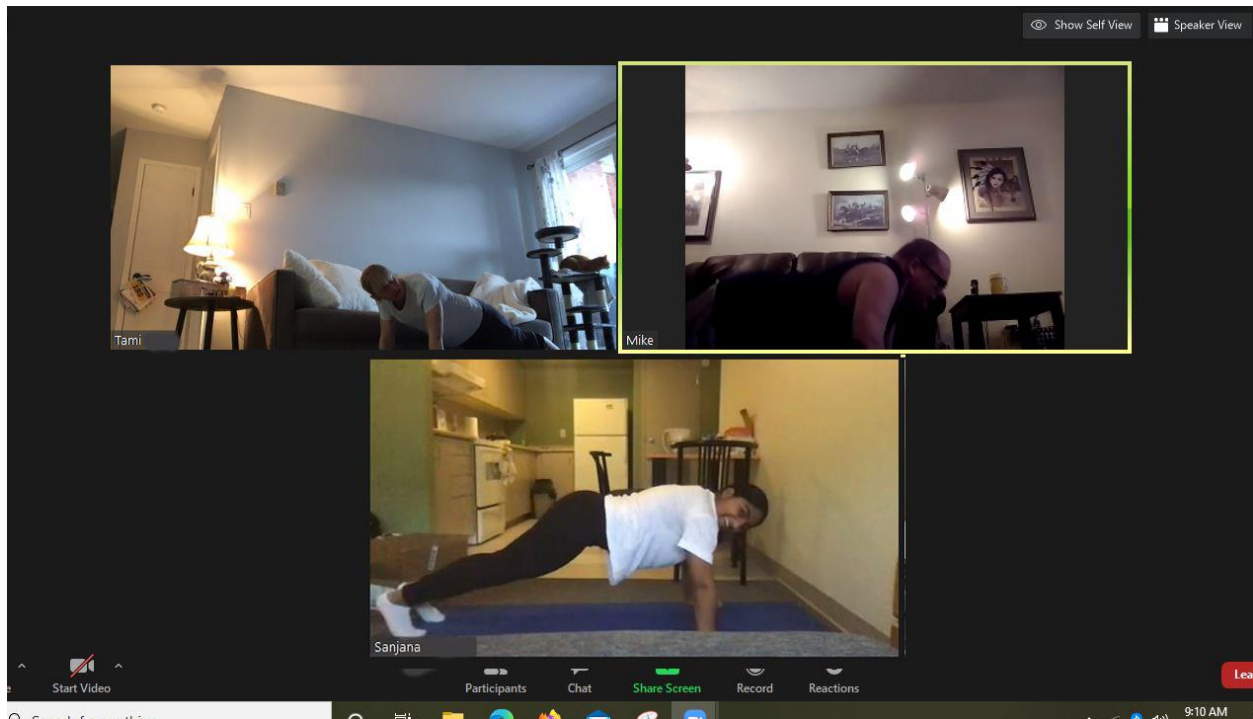 Show Self View
Speaker View
Tami
Mike
Sanjana
Start Video
Participants
Chat
Share Screen
Record
Reactions
9:10 AM